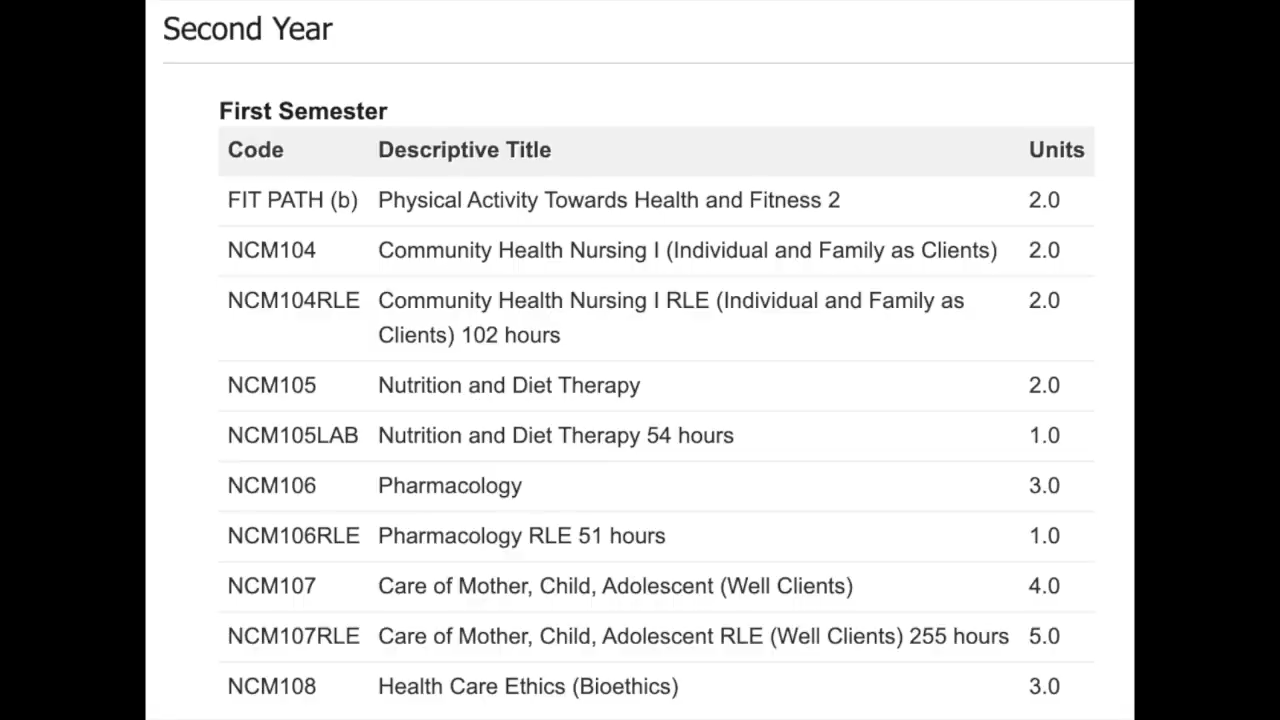 Second Year
First Semester
Code Descriptive Title Units
FIT PATH (b) Physical Activity Towards Health and Fitness 2 2.0
NCM104 Community Health Nursing I (Individual and Family as Clients) 2.0
NCM104RLE Community Health Nursing I RLE (Individual and Family as 2.0
Clients) 102 hours
NCM105 Nutrition and Diet Therapy 2.0
NCM105LAB Nutrition and Diet Therapy 54 hours 1.0
NCM106 Pharmacology 3.0
NCM106RLE Pharmacology RLE 51 hours 1.0
NCM107 Care of Mother, Child, Adolescent (Well Clients) 4.0
NCM107RLE Care of Mother, Child, Adolescent RLE (Well Clients) 255 hours 5.0
NCM108 Health Care Ethics (Bioethics) 3.0